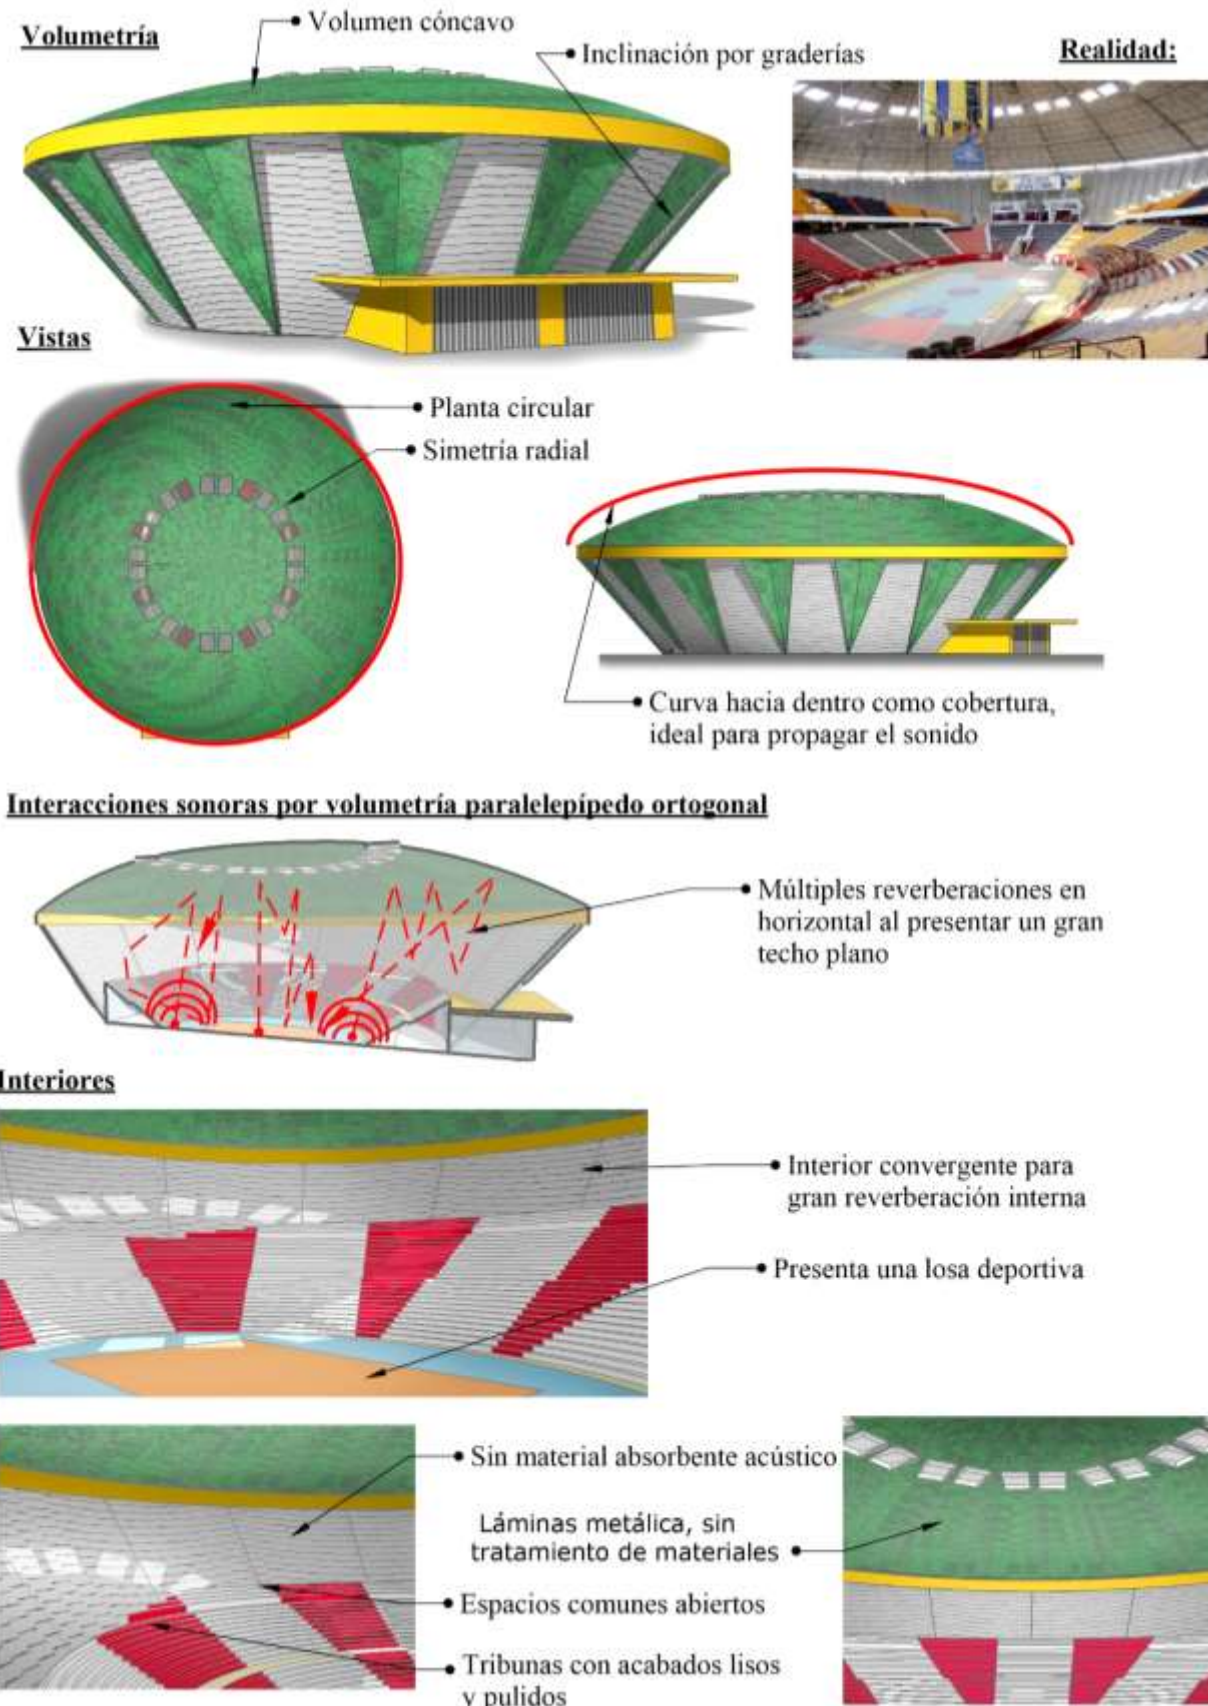 Volumetría
Volumen cóncavo
Inclinación por graderías
Realidad:
Vistas
Planta circular
Simetría radial
Curva hacia dentro como cobertura,
ideal para propagar el sonido
Interacciones sonoras por volumetría paralelepípedo ortogonal
Múltiples reverberaciones en
horizontal al presentar un gran
techo plano
Interiores
Interior convergente para
gran reverberación interna
Presenta una losa deportiva
Sin material absorbente acústico
Láminas metálica, sin
tratamiento de materiales
Espacios comunes abiertos
Tribunas con acabados lisos
y pulidos